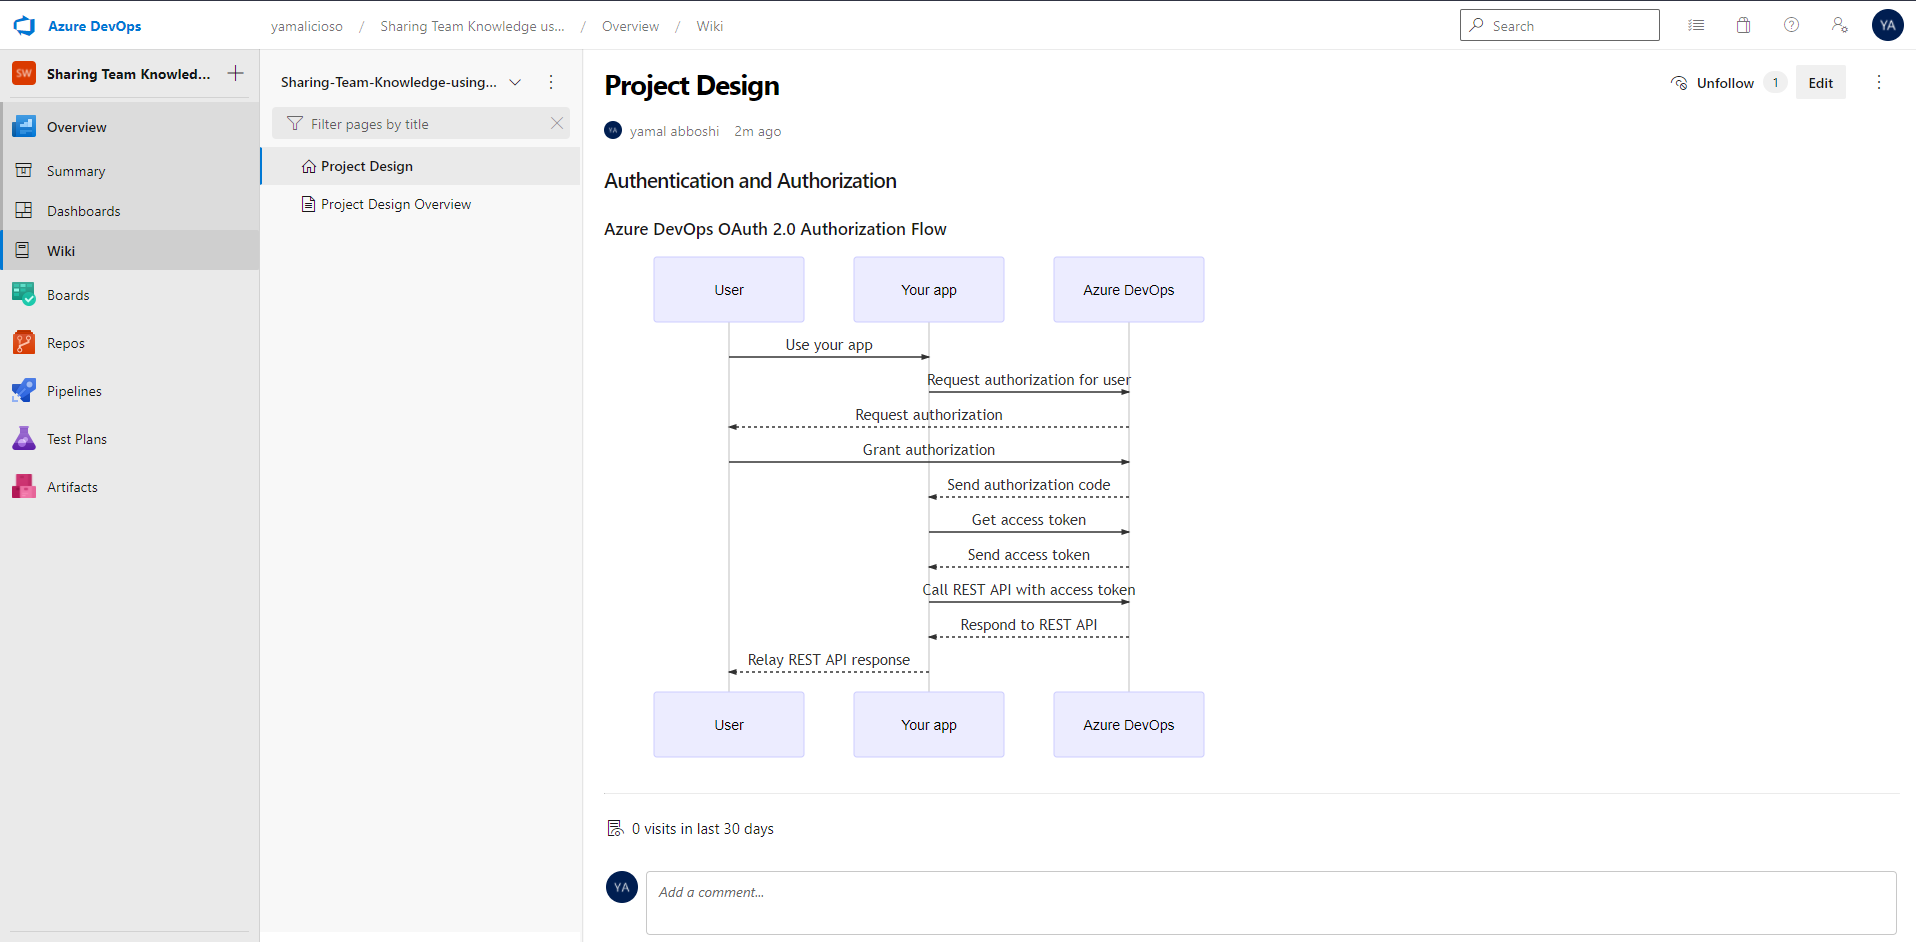 Azure DevOps
yamalicioso / Sharing Team Knowledge us... / Overview / Wiki
Search
YA
SW
Sharing Team Knowled...
Overview
Summary
Dashboards
Wiki
Boards
Repos
Pipelines
Test Plans
Artifacts
Sharing-Team-Knowledge-using...
Filter pages by title
Project Design
Project Design Overview
Project Design
Unfollow 1
Edit
YA yamal abboshi 2m ago
Authentication and Authorization
Azure DevOps OAuth 2.0 Authorization Flow
User Your app Azure DevOps
Use your app
Request authorization for user
Request authorization
Grant authorization
Send authorization code
Get access token
Send access token
Call REST API with access token
Respond to REST API
Relay REST API response
User Your app Azure DevOps
0 visits in last 30 days
YA
Add a comment...